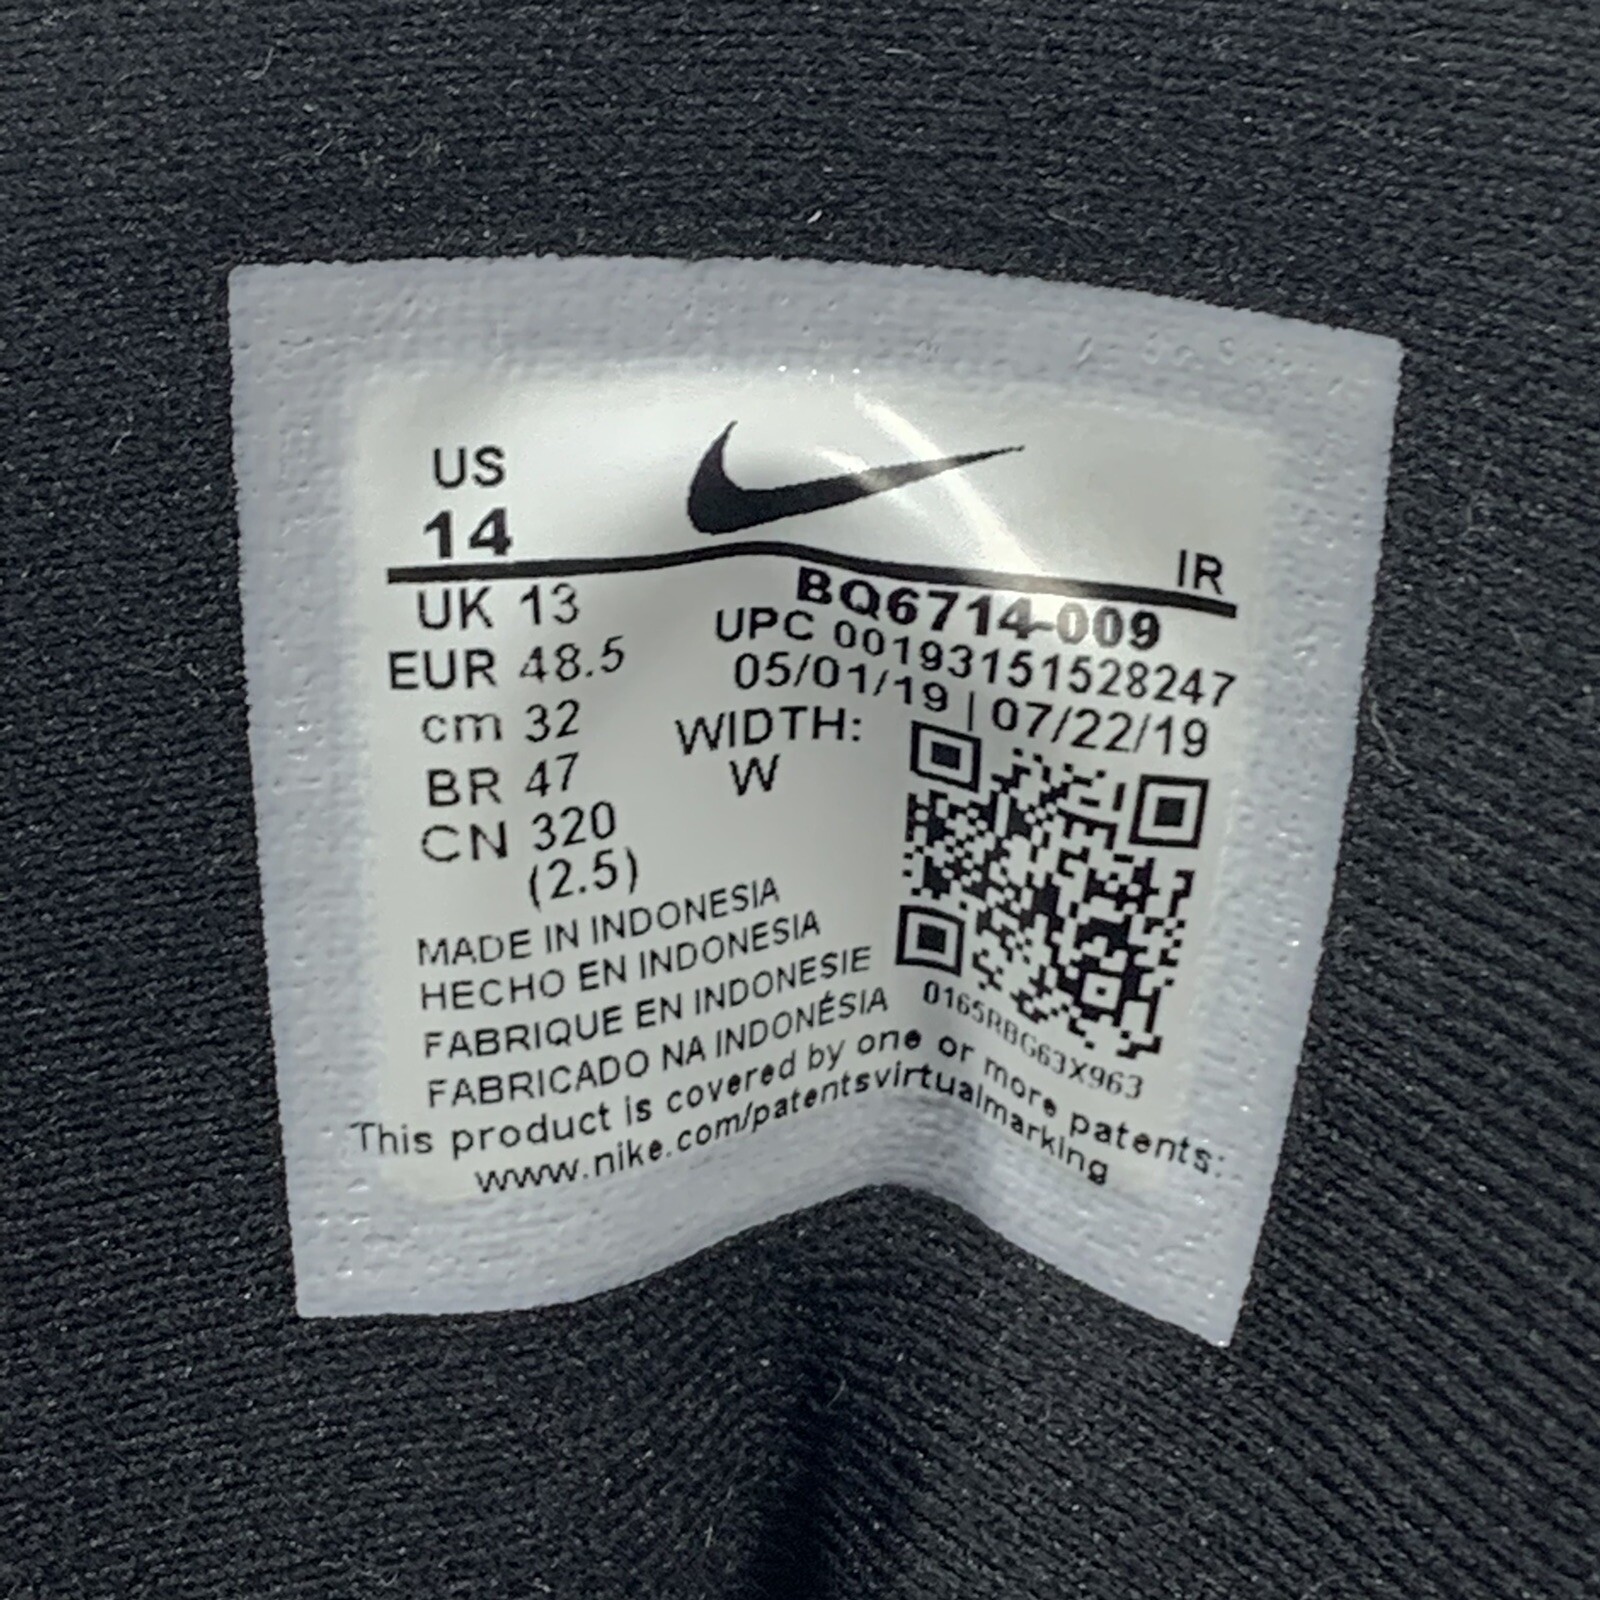 US
14
IR
UK 13
EUR 48.5
cm 32
BR 47
CN 320
(2.5)
BQ6714-009
UPC 00193151528247
05/01/19 | 07/22/19
WIDTH:
W
MADE IN INDONESIA
HECHO EN INDONESIA
FABRIQUE EN INDONESIE
FABRICADO NA INDONÉSIA
0165RBG63X963
This product is covered by one or more patents:
www.nike.com/patentsvirtualmarking